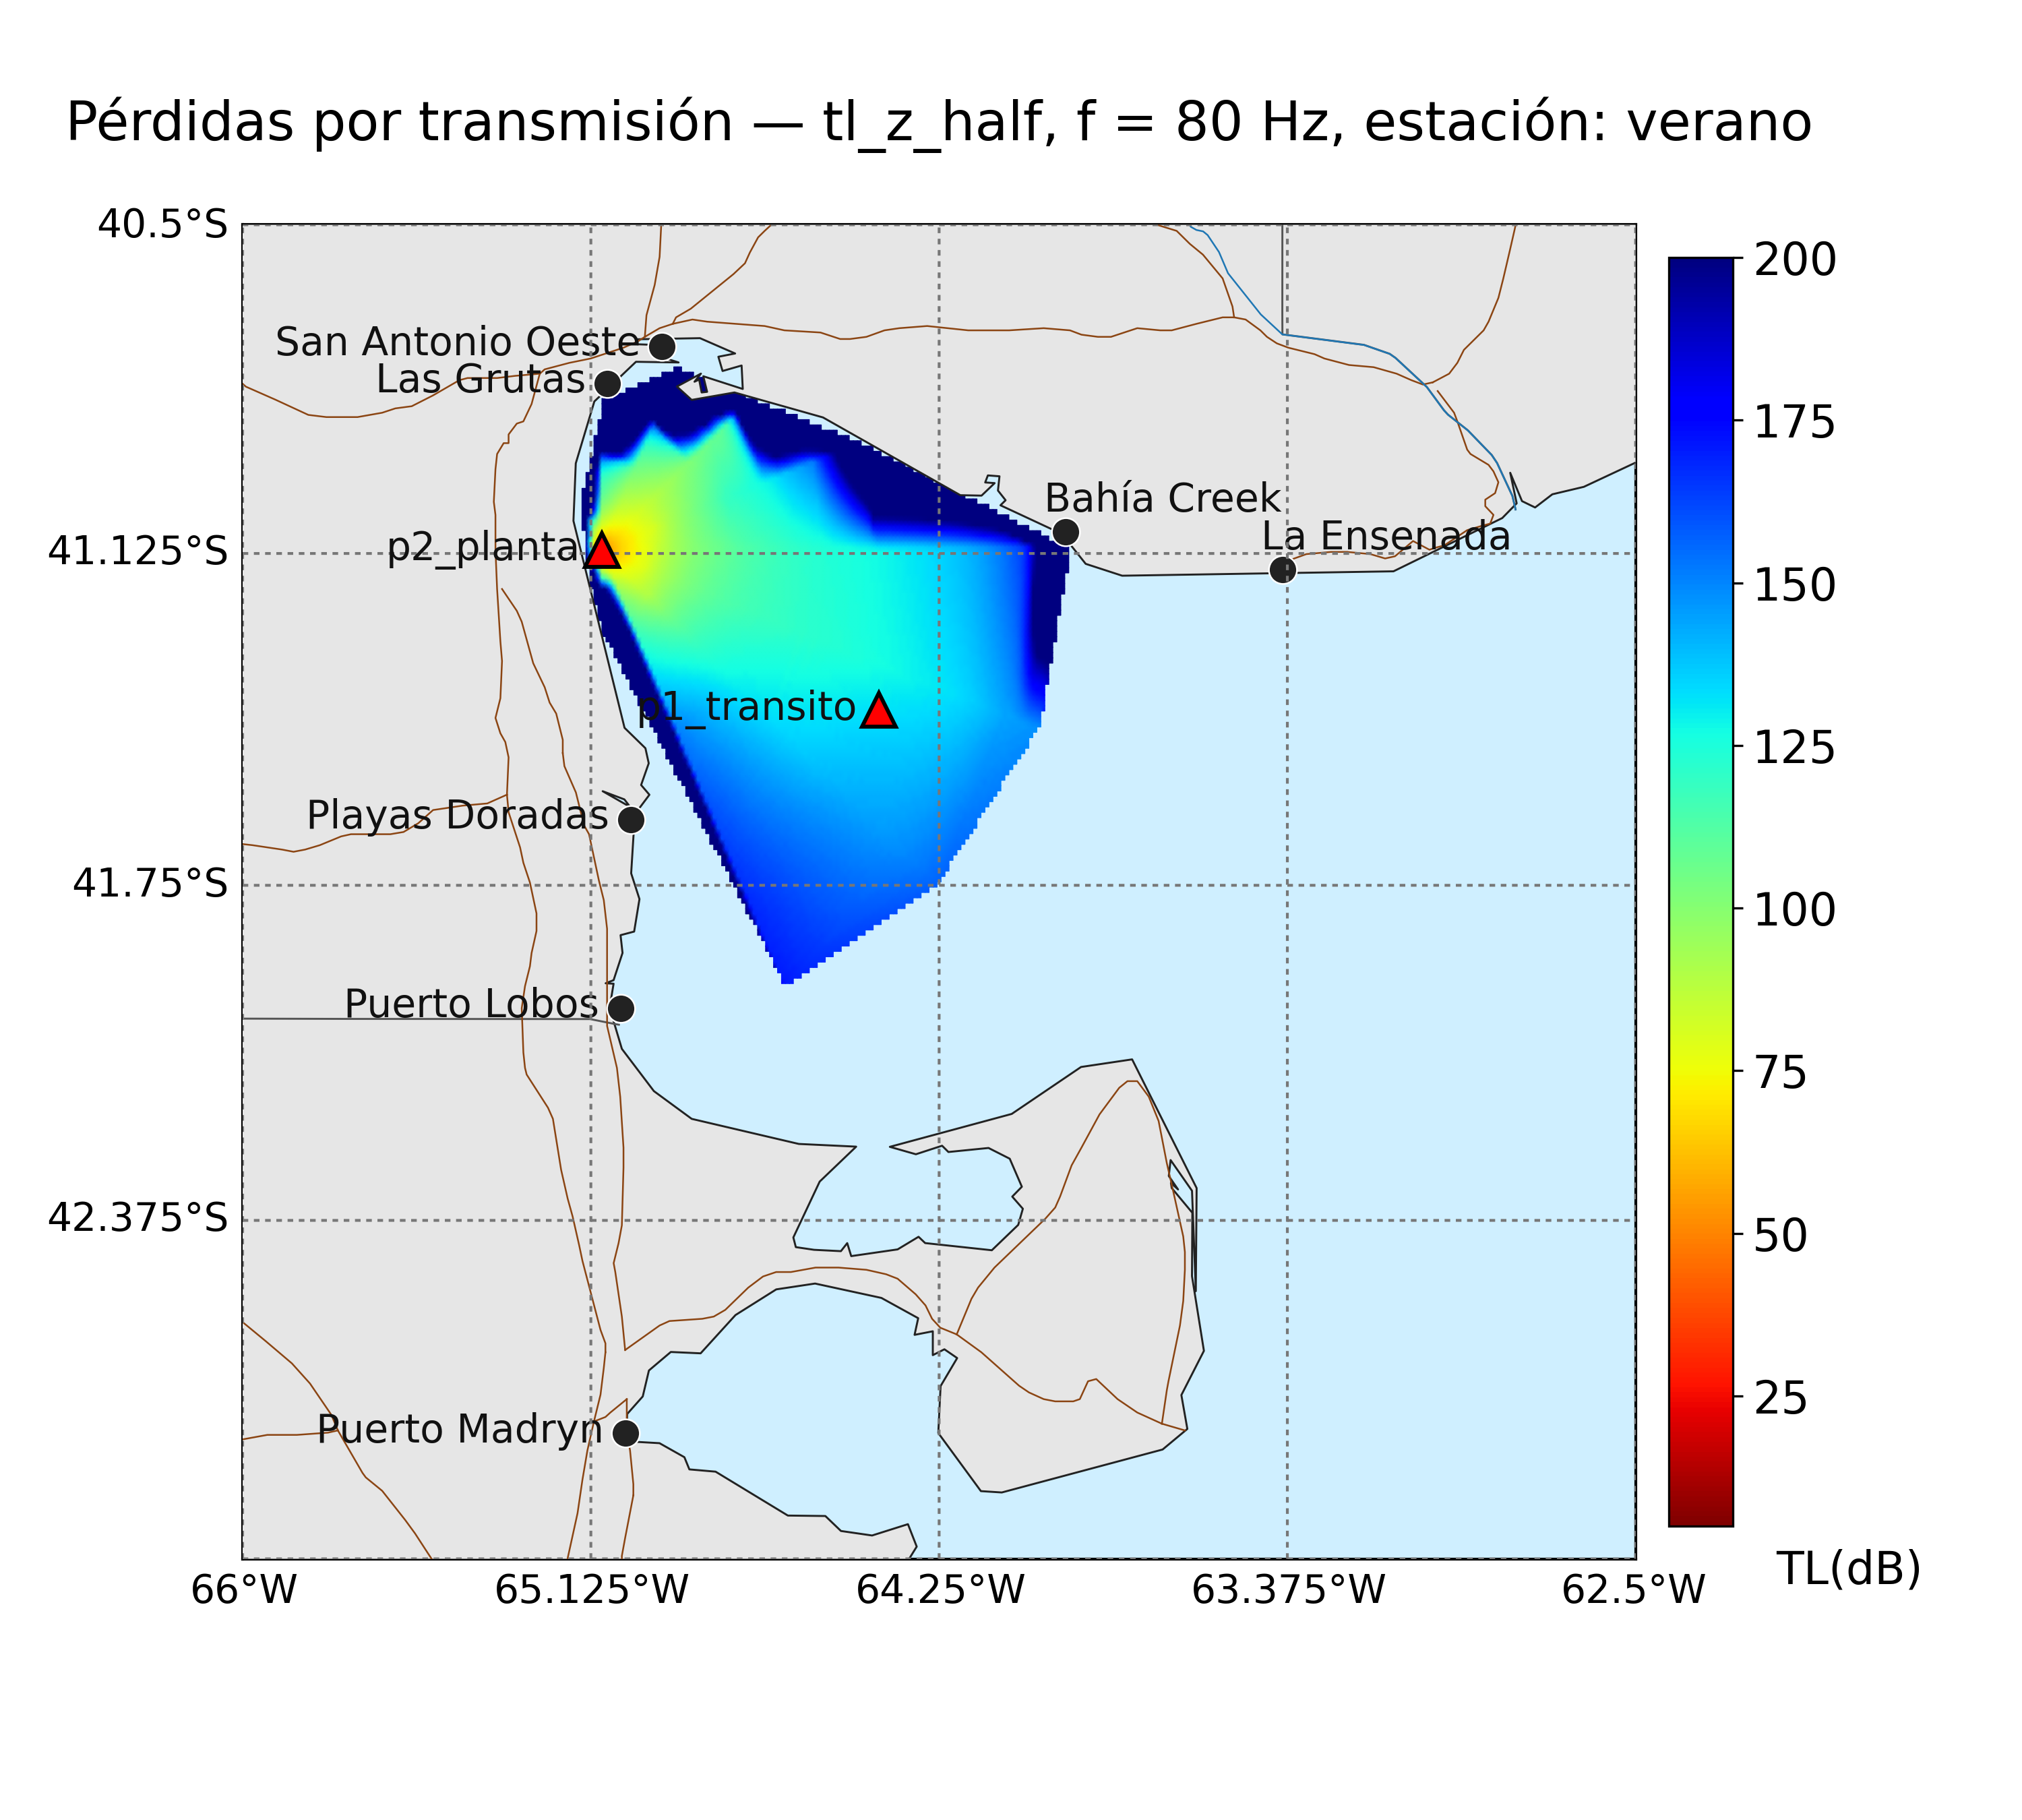 Pérdidas por transmisión — tl_z_half, f = 80 Hz, estación: verano
40.5°S
41.125°S
41.75°S
42.375°S
San Antonio Oeste
Las Grutas
Bahía Creek
La Ensenada
p2_planta
p1_transito
Playas Doradas
Puerto Lobos
Puerto Madryn
66°W
65.125°W
64.25°W
63.375°W
62.5°W
200
175
150
125
100
75
50
25
TL(dB)